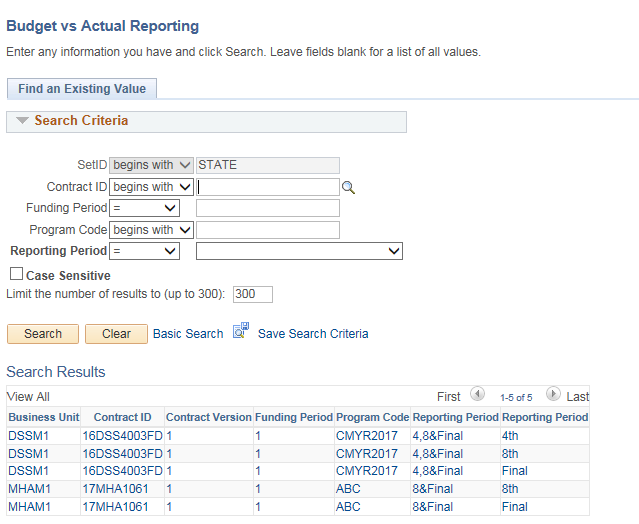 Budget vs Actual Reporting
Enter any information you have and click Search. Leave fields blank for a list of all values.
Find an Existing Value
Search Criteria
SetID begins with STATE
Contract ID begins with
Funding Period =
Program Code begins with
Reporting Period =
Case Sensitive
Limit the number of results to (up to 300): 300
Search Clear Basic Search Save Search Criteria
Search Results
View All First 1-5 of 5 Last
Business Unit Contract ID Contract Version Funding Period Program Code Reporting Period Reporting Period
DSSM1 16DSS4003FD 1 1 CMYR2017 4,8&Final 4th
DSSM1 16DSS4003FD 1 1 CMYR2017 4,8&Final 8th
DSSM1 16DSS4003FD 1 1 CMYR2017 4,8&Final Final
MHAM1 17MHA1061 1 1 ABC 8&Final 8th
MHAM1 17MHA1061 1 1 ABC 8&Final Final